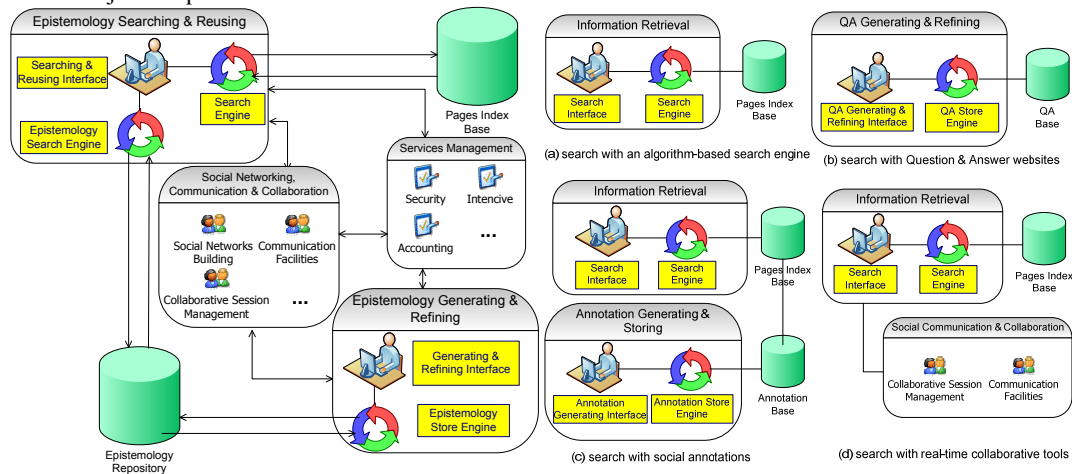 Epistemology Searching & Reusing
Searching &
Reusing Interface
Search
Engine
Epistemology
Search Engine
Pages Index
Base
Services Management
Security
Intencive
Accounting
...
Social Networking,
Communication & Collaboration
Social Networks
Building
Communication
Facilities
Collaborative Session
Management
...
Epistemology Generating &
Refining
Generating &
Refining Interface
Epistemology
Store Engine
Epistemology
Repository
Information Retrieval
Search
Interface
Search
Engine
Pages Index
Base
(a) search with an algorithm-based search engine
QA Generating & Refining
QA Generating &
Refining Interface
QA Store
Engine
QA
Base
(b) search with Question & Answer websites
Information Retrieval
Search
Interface
Search
Engine
Pages Index
Base
Annotation Generating &
Storing
Annotation
Generating Interface
Annotation Store
Engine
Annotation
Base
(c) search with social annotations
Information Retrieval
Search
Interface
Search
Engine
Pages Index
Base
Social Communication & Collaboration
Collaborative Session
Management
Communication
Facilities
(d) search with real-time collaborative tools